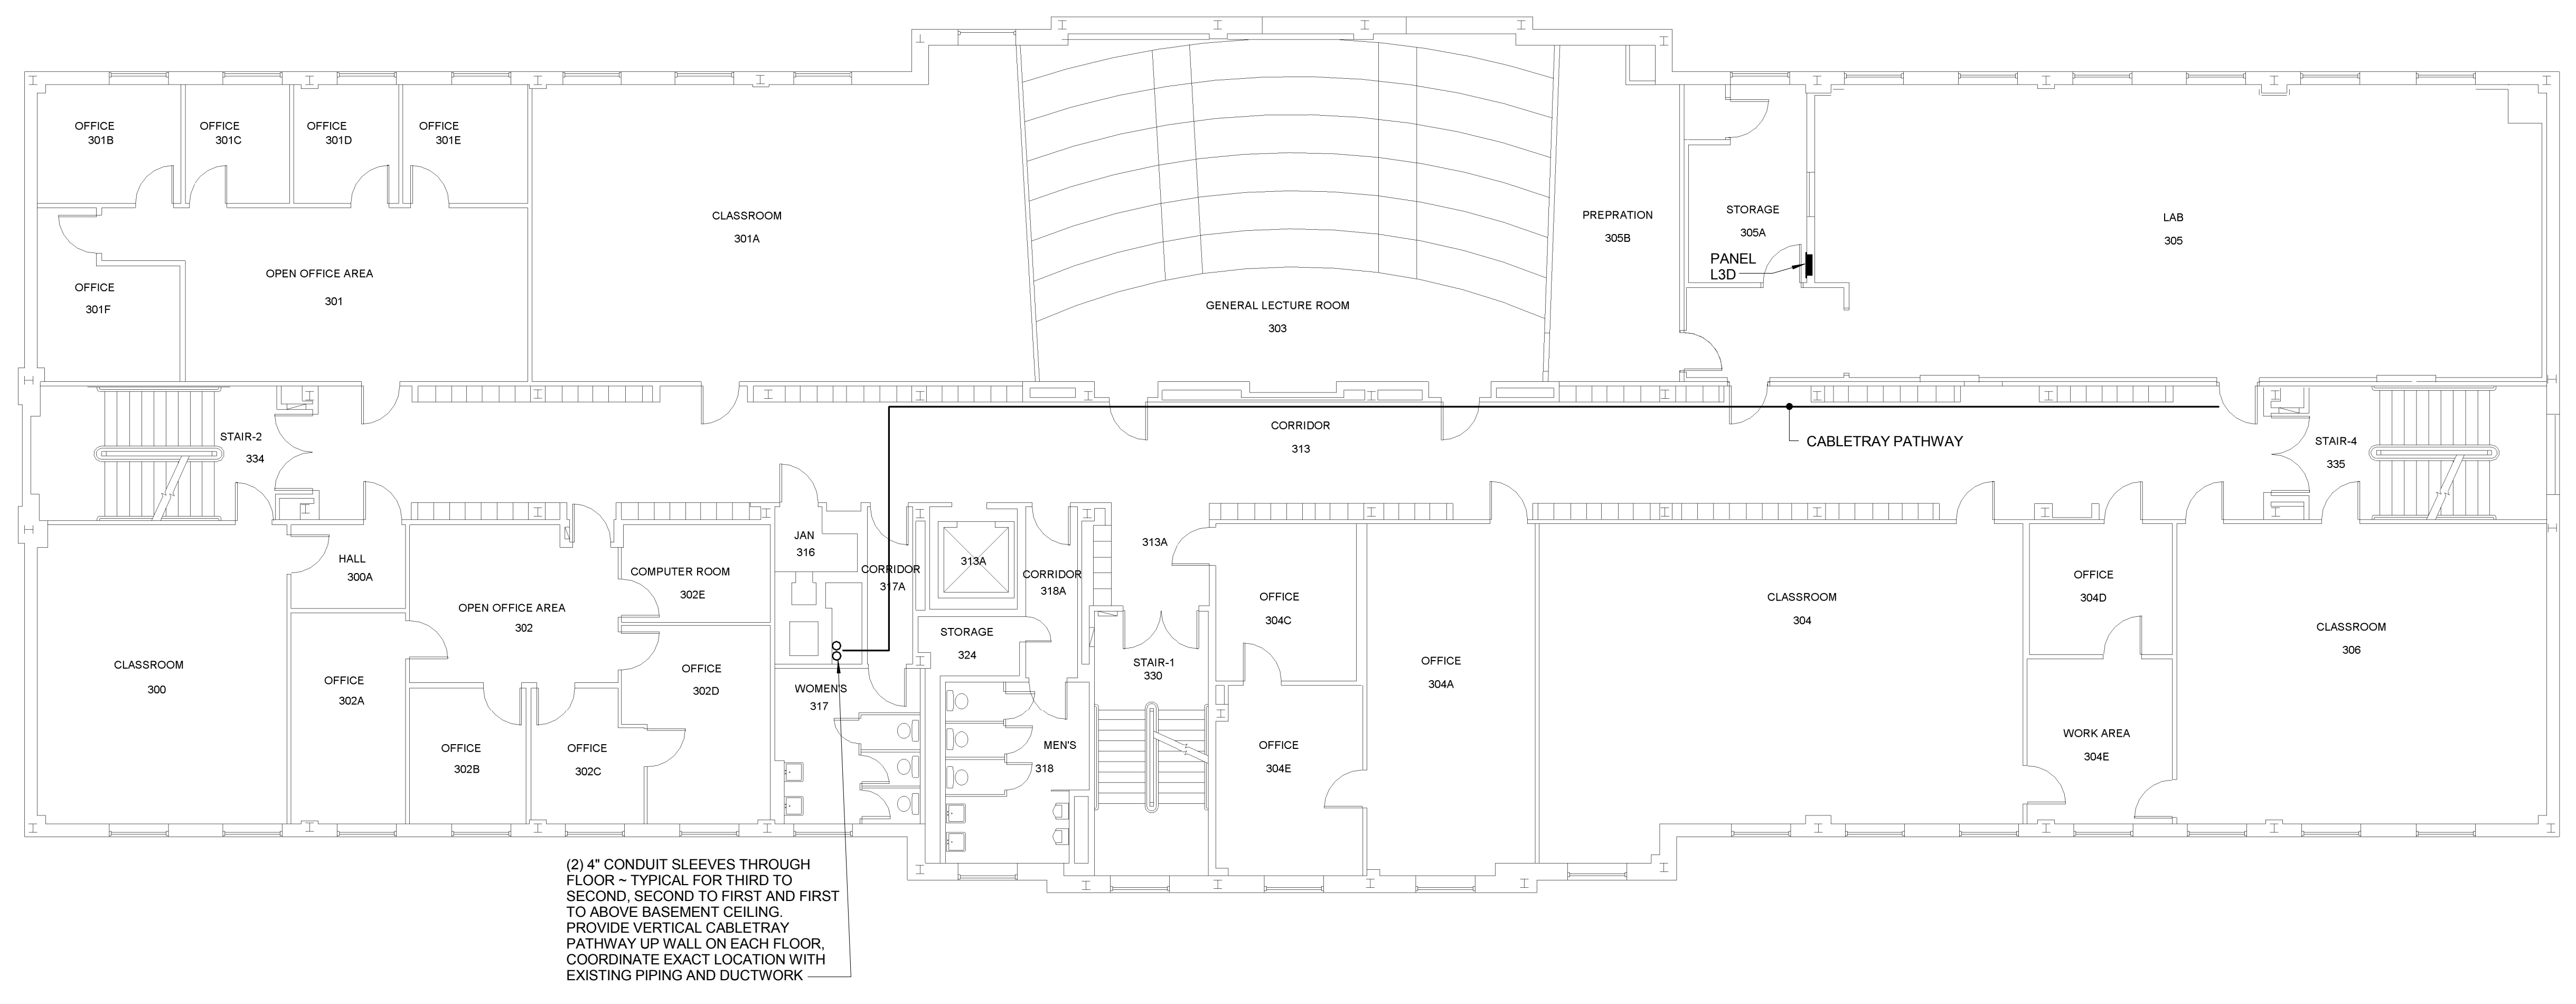 OFFICE
301B
OFFICE
301C
OFFICE
301D
OFFICE
301E
CLASSROOM
301A
PREPRATION
305B
STORAGE
305A
LAB
305
PANEL
L3D
OPEN OFFICE AREA
301
OFFICE
301F
GENERAL LECTURE ROOM
303
STAIR-2
334
CORRIDOR
313
CABLETRAY PATHWAY
STAIR-4
335
HALL
300A
JAN
316
CORRIDOR
317A
313A
CORRIDOR
318A
313A
COMPUTER ROOM
302E
OPEN OFFICE AREA
302
OFFICE
304C
CLASSROOM
304
OFFICE
304D
CLASSROOM
306
STORAGE
324
CLASSROOM
300
OFFICE
302A
OFFICE
302D
STAIR-1
330
OFFICE
304A
WOMEN'S
317
OFFICE
302B
OFFICE
302C
MEN'S
318
OFFICE
304E
WORK AREA
304E
(2) 4" CONDUIT SLEEVES THROUGH
FLOOR ~ TYPICAL FOR THIRD TO
SECOND, SECOND TO FIRST AND FIRST
TO ABOVE BASEMENT CEILING.
PROVIDE VERTICAL CABLETRAY
PATHWAY UP WALL ON EACH FLOOR,
COORDINATE EXACT LOCATION WITH
EXISTING PIPING AND DUCTWORK